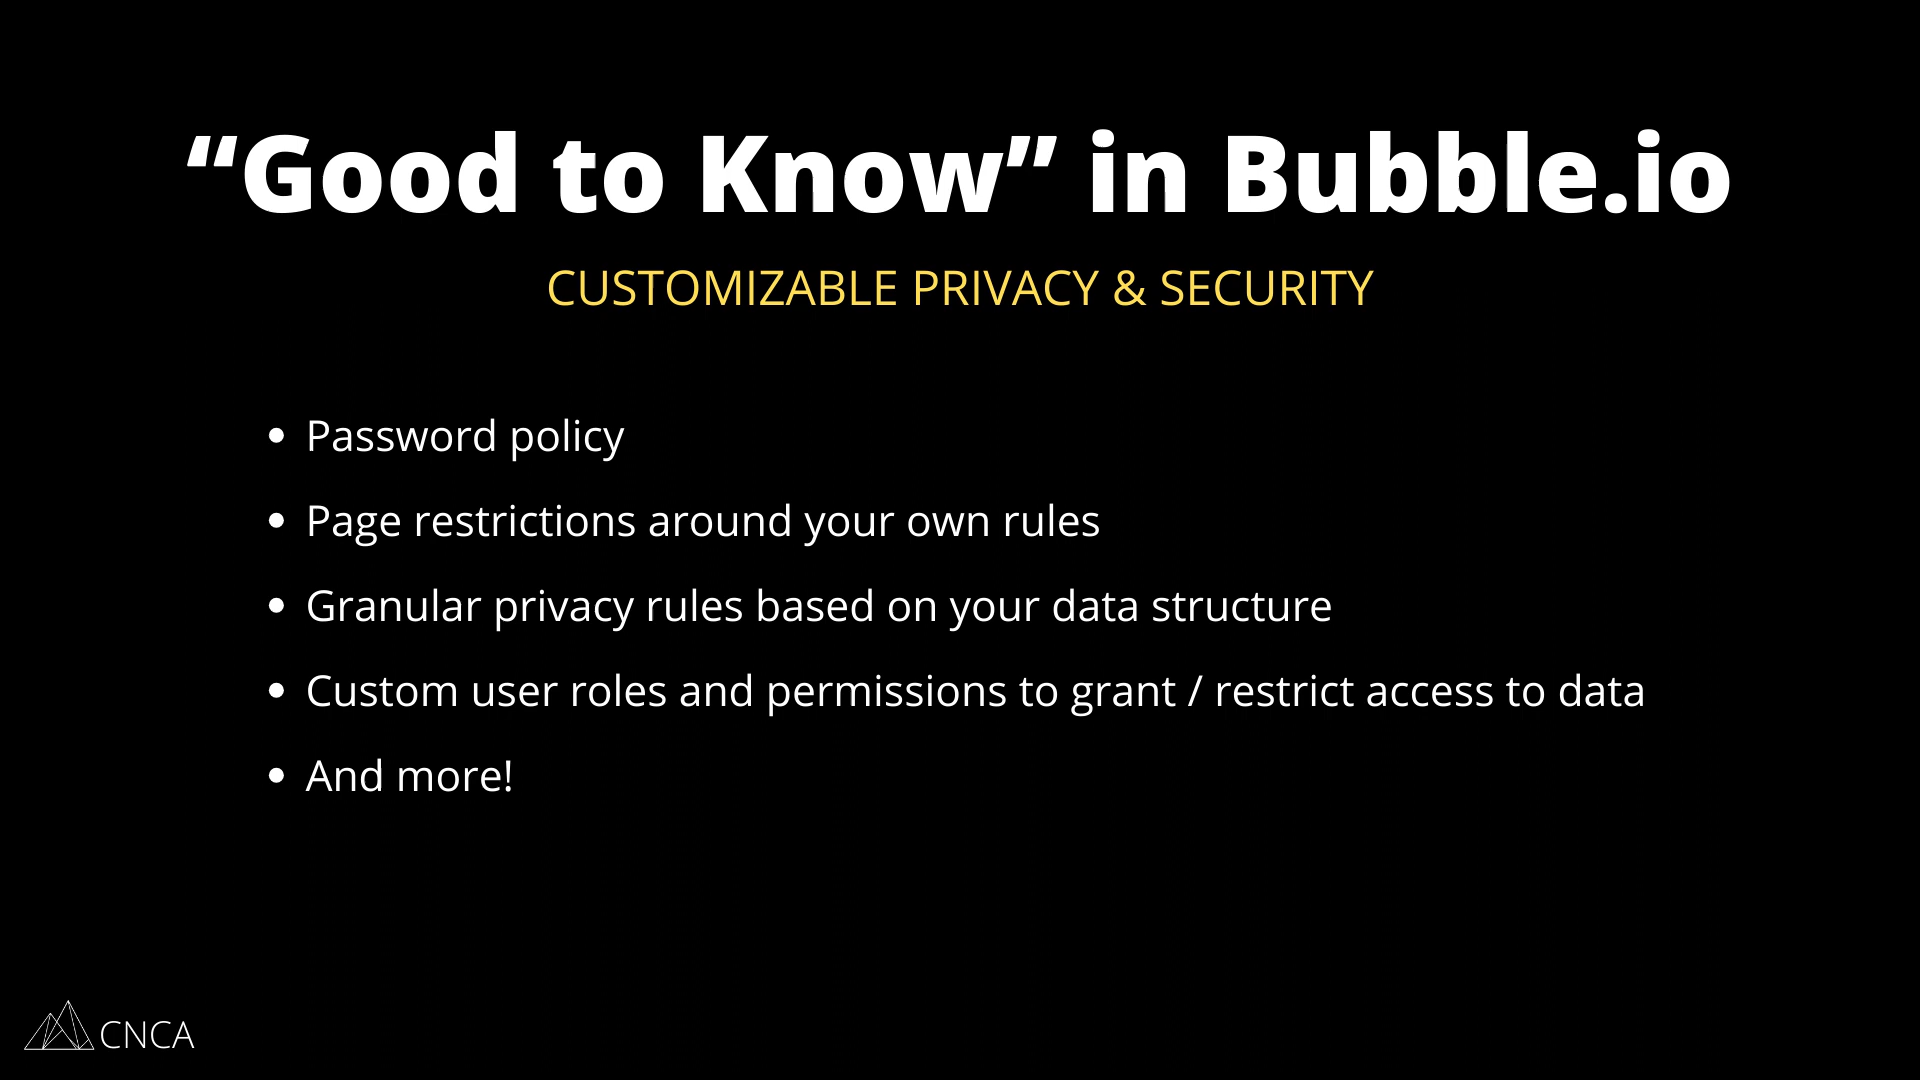 “Good to Know” in Bubble.io
CUSTOMIZABLE PRIVACY & SECURITY
• Password policy
• Page restrictions around your own rules
• Granular privacy rules based on your data structure
• Custom user roles and permissions to grant / restrict access to data
• And more!
CNCA